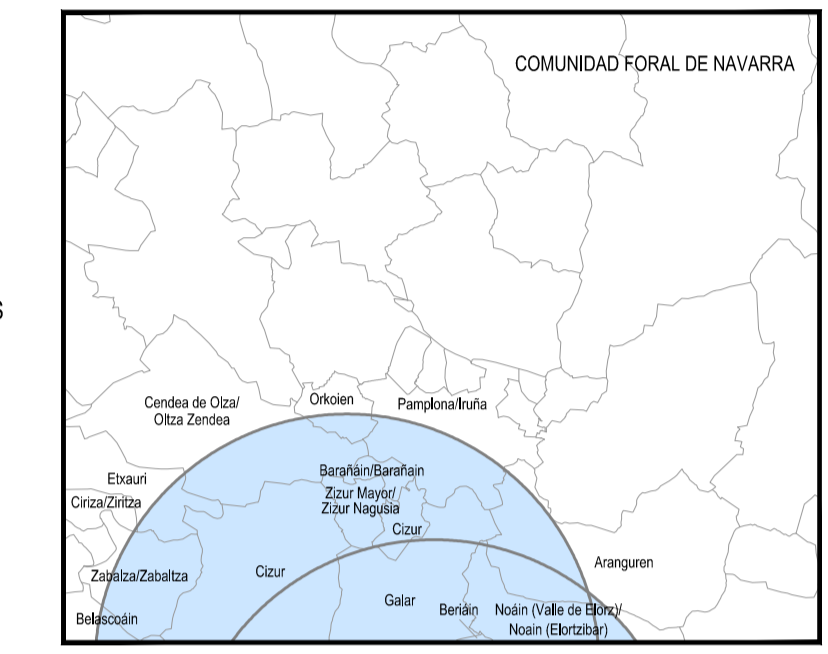 COMUNIDAD FORAL DE NAVARRA
S
Cendea de Olza/
Oltza Zendea
Orkoien
Pamplona/Iruña
Barañáin/Barañain
Etxauri
Zizur Mayor/
Zizur Nagusia
Ciriza/Ziritza
Cizur
Aranguren
Cizur
Zabalza/Zabaltza
Galar
Beriáin
Noáin (Valle de Elorz)/
Noain (Elortzibar)
Belascoáin